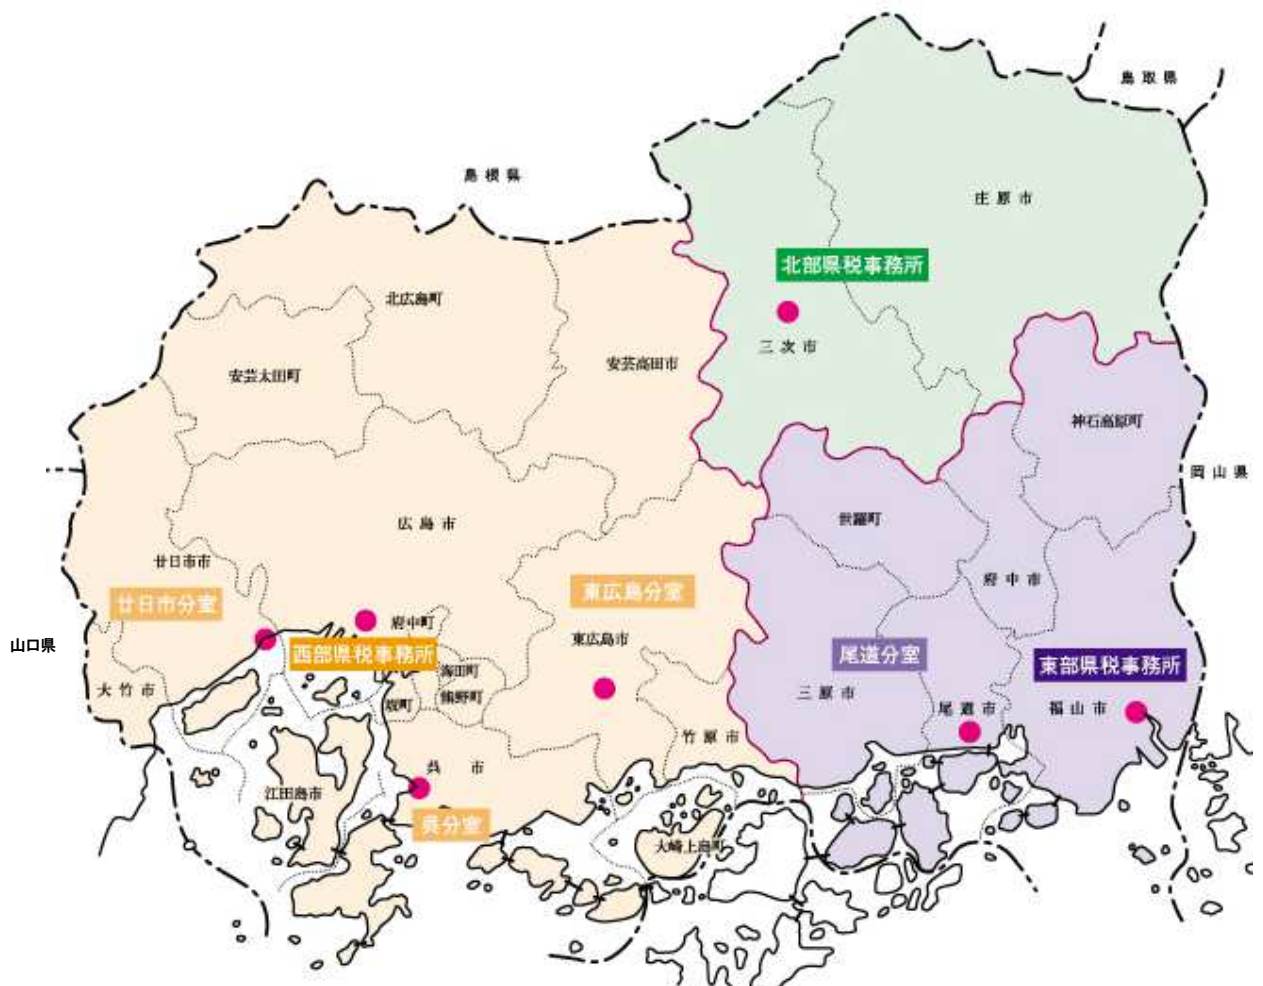 鳥取県
島根県
庄原市
北部県税事務所
北広島町
三次市
安芸高田市
安芸太田町
神石高原町
岡山県
世羅町
広島市
廿日市市
府中市
東広島分室
廿日市分室
府中町
東広島市
山口県
西部県税事務所
尾道分室
東部県税事務所
海田町
大竹市
熊野町
三原市
坂町
尾道市
福山市
竹原市
呉市
江田島市
呉分室
大崎上島町